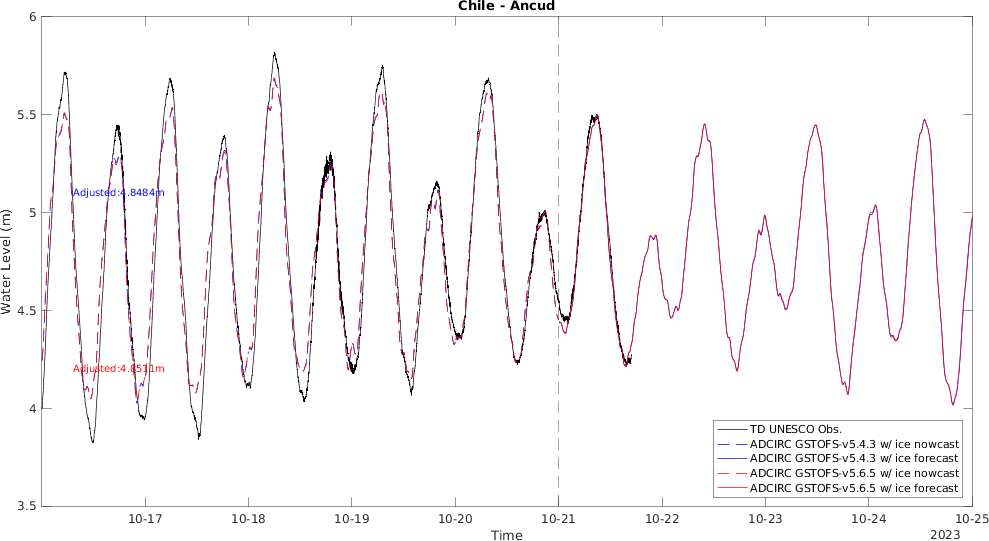 Chile - Ancud
6
5.5
5
4.5
4
3.5
Water Level (m)
Adjusted:4.8484m
Adjusted:4.8511m
TD UNESCO Obs.
ADCIRC GSTOFS-v5.4.3 w/ ice nowcast
ADCIRC GSTOFS-v5.4.3 w/ ice forecast
ADCIRC GSTOFS-v5.6.5 w/ ice nowcast
ADCIRC GSTOFS-v5.6.5 w/ ice forecast
10-17 10-18 10-19 10-20 10-21 10-22 10-23 10-24 10-25
Time
2023